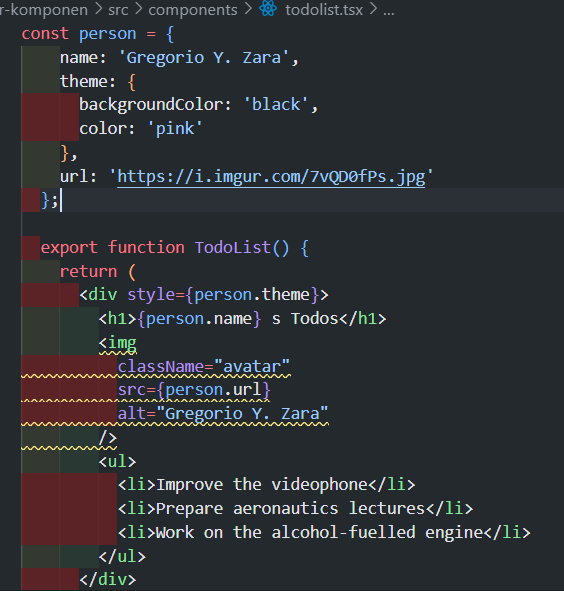 r-komponen > src > components > todolist.tsx > ...
const person = {
name: 'Gregorio Y. Zara',
theme: {
backgroundColor: 'black',
color: 'pink'
},
url: 'https://i.imgur.com/7vQD0fPs.jpg'
};
export function TodoList() {
return (
<div style={person.theme}>
<h1>{person.name} s Todos</h1>
<img
className="avatar"
src={person.url}
alt="Gregorio Y. Zara"
/>
<ul>
<li>Improve the videophone</li>
<li>Prepare aeronautics lectures</li>
<li>Work on the alcohol-fuelled engine</li>
</ul>
</div>